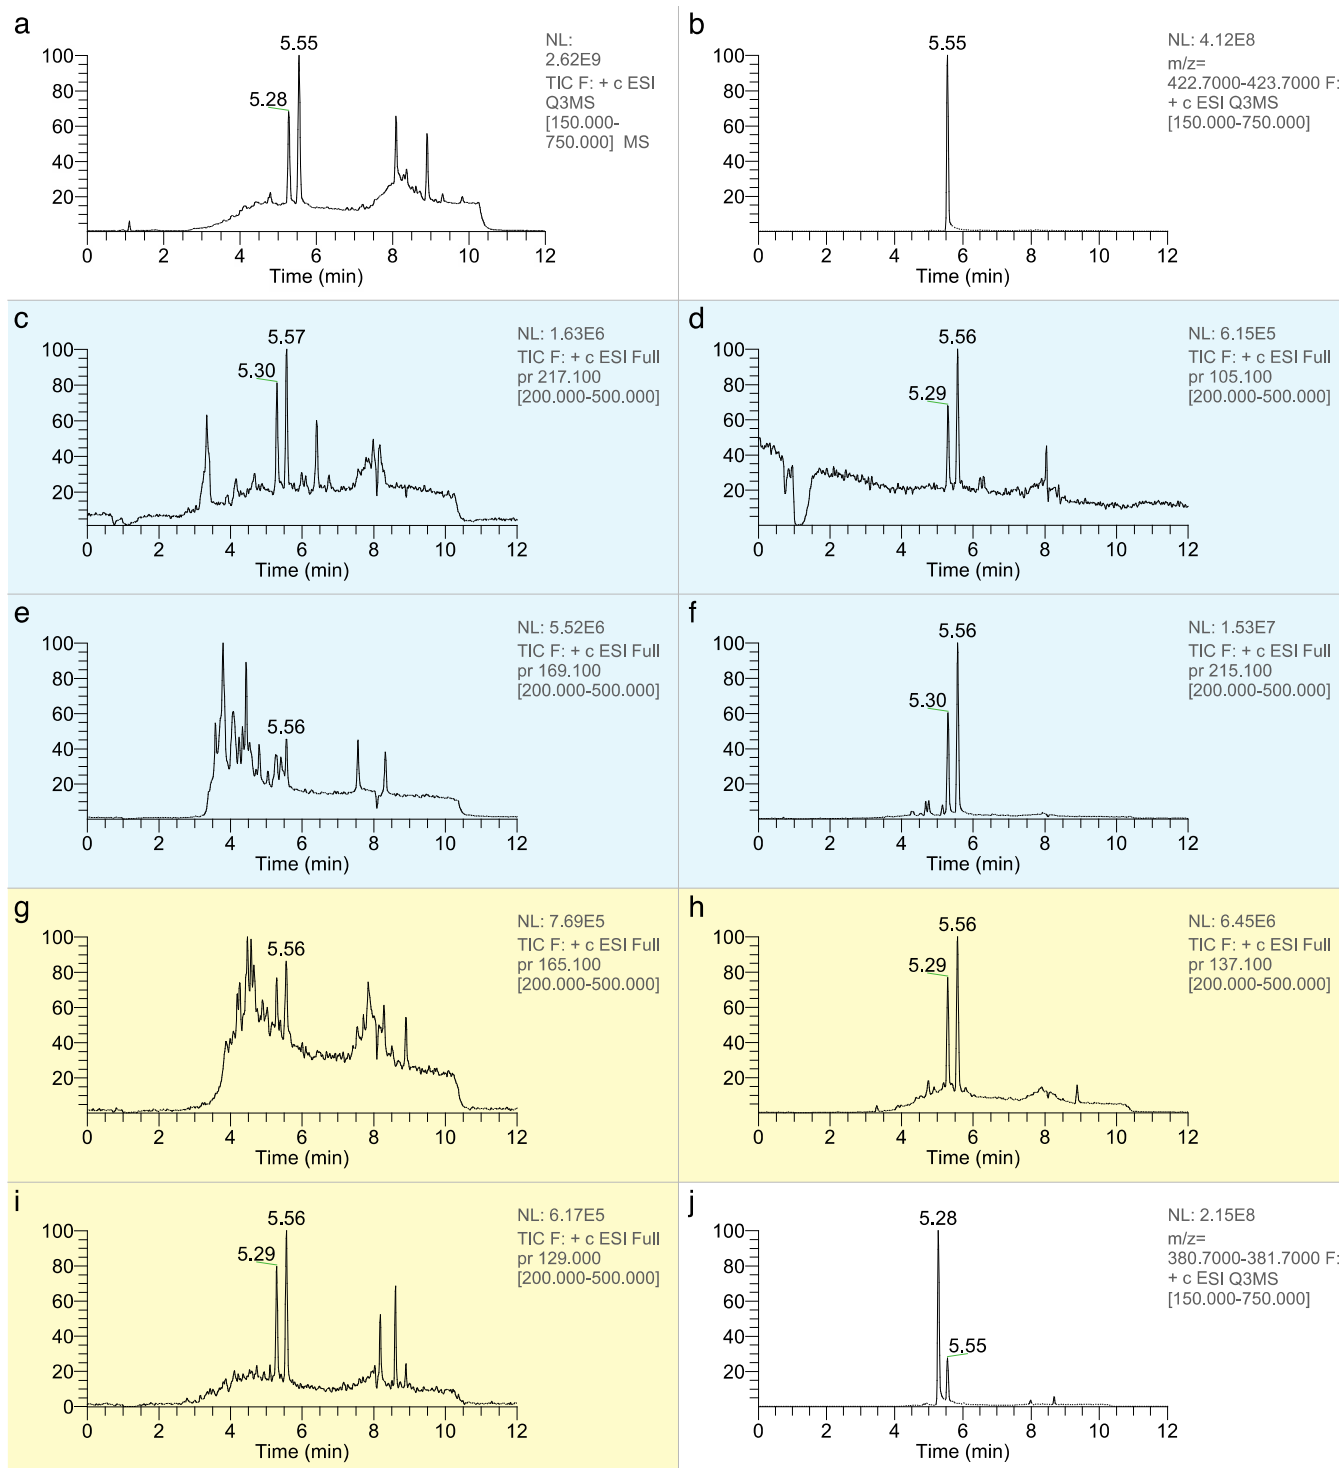 a
5.55
5.28
NL:
2.62E9
TIC F: + c ESI
Q3MS
[150.000-
750.000] MS
100
80
60
40
20
0 2 4 6 8 10 12
Time (min)
b
5.55
NL: 4.12E8
m/z=
422.7000-423.7000 F:
+ c ESI Q3MS
[150.000-750.000]
100
80
60
40
20
0 2 4 6 8 10 12
Time (min)
c
5.57
5.30
NL: 1.63E6
TIC F: + c ESI Full
pr 217.100
[200.000-500.000]
100
80
60
40
20
0 2 4 6 8 10 12
Time (min)
d
5.56
5.29
NL: 6.15E5
TIC F: + c ESI Full
pr 105.100
[200.000-500.000]
100
80
60
40
20
0 2 4 6 8 10 12
Time (min)
e
5.56
NL: 5.52E6
TIC F: + c ESI Full
pr 169.100
[200.000-500.000]
100
80
60
40
20
0 2 4 6 8 10 12
Time (min)
f
5.56
5.30
NL: 1.53E7
TIC F: + c ESI Full
pr 215.100
[200.000-500.000]
100
80
60
40
20
0 2 4 6 8 10 12
Time (min)
g
5.56
NL: 7.69E5
TIC F: + c ESI Full
pr 165.100
[200.000-500.000]
100
80
60
40
20
0 2 4 6 8 10 12
Time (min)
h
5.56
5.29
NL: 6.45E6
TIC F: + c ESI Full
pr 137.100
[200.000-500.000]
100
80
60
40
20
0 2 4 6 8 10 12
Time (min)
i
5.56
5.29
NL: 6.17E5
TIC F: + c ESI Full
pr 129.000
[200.000-500.000]
100
80
60
40
20
0
0 2 4 6 8 10 12
Time (min)
j
5.28
5.55
NL: 2.15E8
m/z=
380.7000-381.7000 F:
+ c ESI Q3MS
[150.000-750.000]
100
80
60
40
20
0 2 4 6 8 10 12
Time (min)